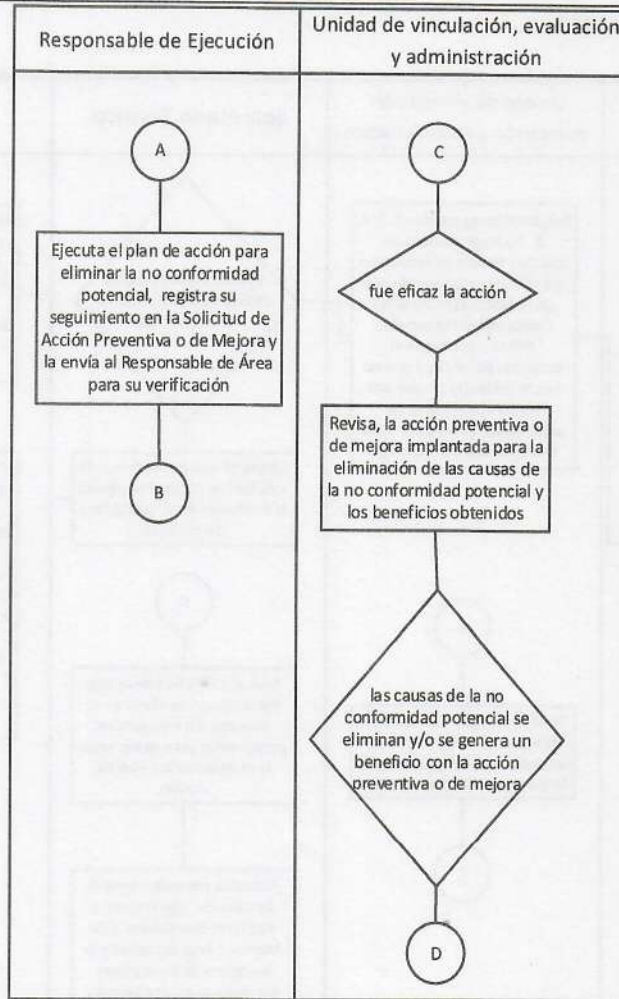 Responsable de Ejecución
Unidad de vinculación, evaluación
y administración
A
Ejecuta el plan de acción para
eliminar la no conformidad
potencial, registra su
seguimiento en la Solicitud de
Acción Preventiva o de Mejora y
la envía al Responsable de Área
para su verificación
B
C
fue eficaz la acción
Revisa, la acción preventiva o
de mejora implantada para la
eliminación de las causas de
la no conformidad potencial y
los beneficios obtenidos
las causas de la no
conformidad potencial se
eliminan y/o se genera un
beneficio con la acción
preventiva o de mejora
D